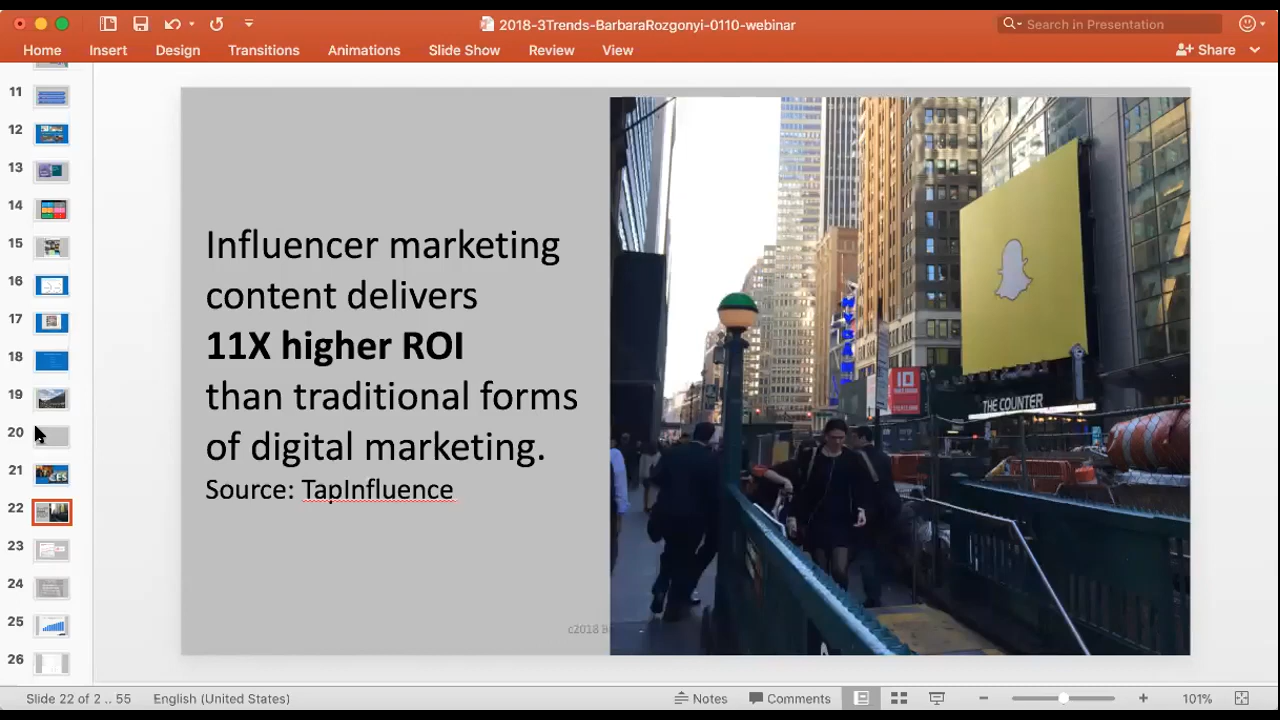 2018-3Trends-BarbaraRozgonyi-0110-webinar
Search in Presentation
Home Insert Design Transitions Animations Slide Show Review View
Share
11
12
13
14
15
16
17
18
19
20
21
22
23
24
25
26
Influencer marketing
content delivers
11X higher ROI
than traditional forms
of digital marketing.
Source: TapInfluence
THE COUNTER
c2018
Slide 22 of 2 .. 55 English (United States) Notes Comments 101%